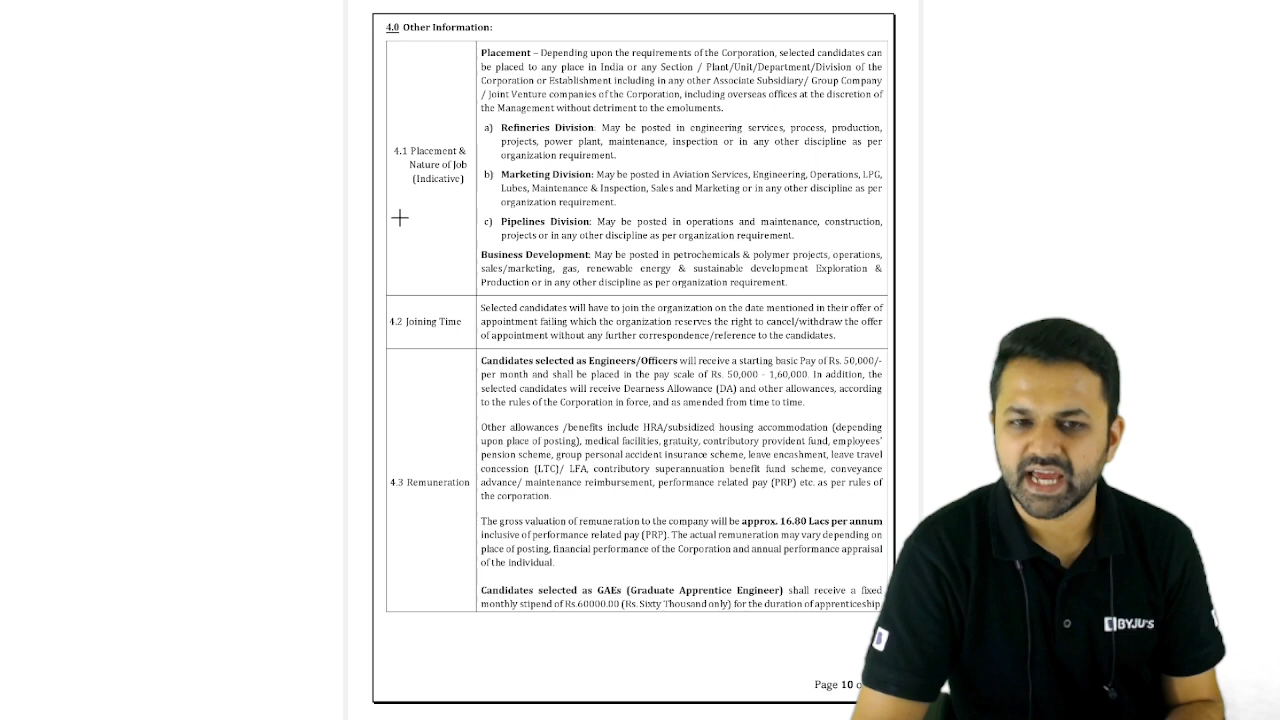 4.0 Other Information:
Placement – Depending upon the requirements of the Corporation, selected candidates can
be placed to any place in India or any Section / Plant/Unit/Department/Division of the
Corporation or Establishment including in any other Associate Subsidiary/ Group Company
/ Joint Venture companies of the Corporation, including overseas offices at the discretion of
the Management without detriment to the emoluments.
a) Refineries Division: May be posted in engineering services, process, production,
projects, power plant, maintenance, inspection or in any other discipline as per
organization requirement.
4.1 Placement &
Nature of Job
(Indicative)
b) Marketing Division: May be posted in Aviation Services, Engineering, Operations, LPG,
Lubes, Maintenance & Inspection, Sales and Marketing or in any other discipline as per
organization requirement.
c) Pipelines Division: May be posted in operations and maintenance, construction,
projects or in any other discipline as per organization requirement.
Business Development: May be posted in petrochemicals & polymer projects, operations,
sales/marketing, gas, renewable energy & sustainable development Exploration &
Production or in any other discipline as per organization requirement.
4.2 Joining Time
Selected candidates will have to join the organization on the date mentioned in their offer of
appointment failing which the organization reserves the right to cancel/withdraw the offer
of appointment without any further correspondence/reference to the candidates.
4.3 Remuneration
Candidates selected as Engineers/Officers will receive a starting basic Pay of Rs. 50,000/-
per month and shall be placed in the pay scale of Rs. 50,000 - 1,60,000. In addition, the
selected candidates will receive Dearness Allowance (DA) and other allowances, according
to the rules of the Corporation in force, and as amended from time to time.
Other allowances /benefits include HRA/subsidized housing accommodation (depending
upon place of posting), medical facilities, gratuity, contributory provident fund, employees'
pension scheme, group personal accident insurance scheme, leave encashment, leave travel
concession (LTC)/ LFA, contributory superannuation benefit fund scheme, conveyance
advance/ maintenance reimbursement, performance related pay (PRP) etc. as per rules of
the corporation.
The gross valuation of remuneration to the company will be approx. 16.80 Lacs per annum
inclusive of performance related pay (PRP). The actual remuneration may vary depending on
place of posting, financial performance of the Corporation and annual performance appraisal
of the individual.
Candidates selected as GAEs (Graduate Apprentice Engineer) shall receive a fixed
monthly stipend of Rs.60000.00 (Rs. Sixty Thousand only) for the duration of apprenticeship.
Page 10
BYJU'S